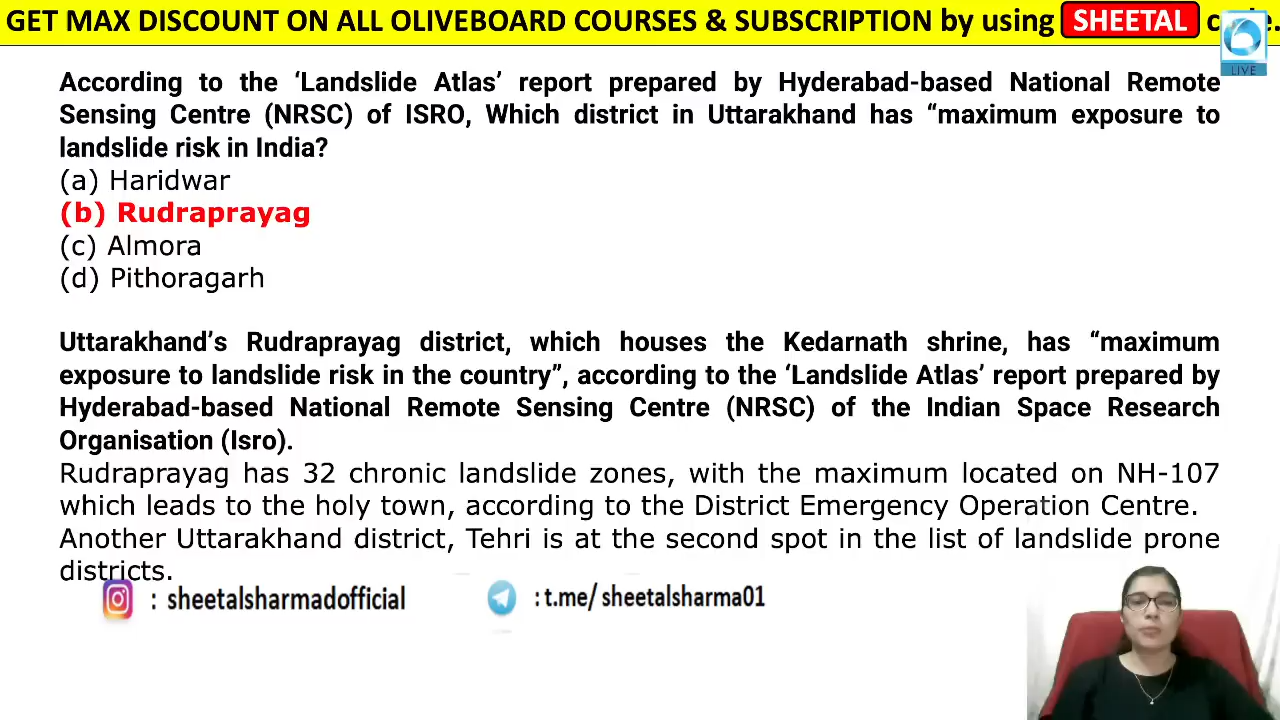 GET MAX DISCOUNT ON ALL OLIVEBOARD COURSES & SUBSCRIPTION by using SHEETAL c e.
LIVE
According to the ‘Landslide Atlas’ report prepared by Hyderabad-based National Remote
Sensing Centre (NRSC) of ISRO, Which district in Uttarakhand has “maximum exposure to
landslide risk in India?
(a) Haridwar
(b) Rudraprayag
(c) Almora
(d) Pithoragarh
Uttarakhand’s Rudraprayag district, which houses the Kedarnath shrine, has “maximum
exposure to landslide risk in the country”, according to the ‘Landslide Atlas’ report prepared by
Hyderabad-based National Remote Sensing Centre (NRSC) of the Indian Space Research
Organisation (Isro).
Rudraprayag has 32 chronic landslide zones, with the maximum located on NH-107
which leads to the holy town, according to the District Emergency Operation Centre.
Another Uttarakhand district, Tehri is at the second spot in the list of landslide prone
districts.
: sheetalsharmadofficial
: t.me/ sheetalsharma01